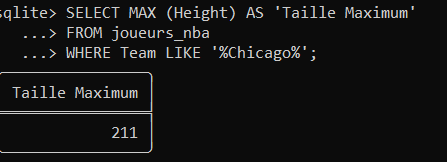 sqlite> SELECT MAX (Height) AS 'Taille Maximum'
...> FROM joueurs_nba
...> WHERE Team LIKE '%Chicago%';
Taille Maximum
211